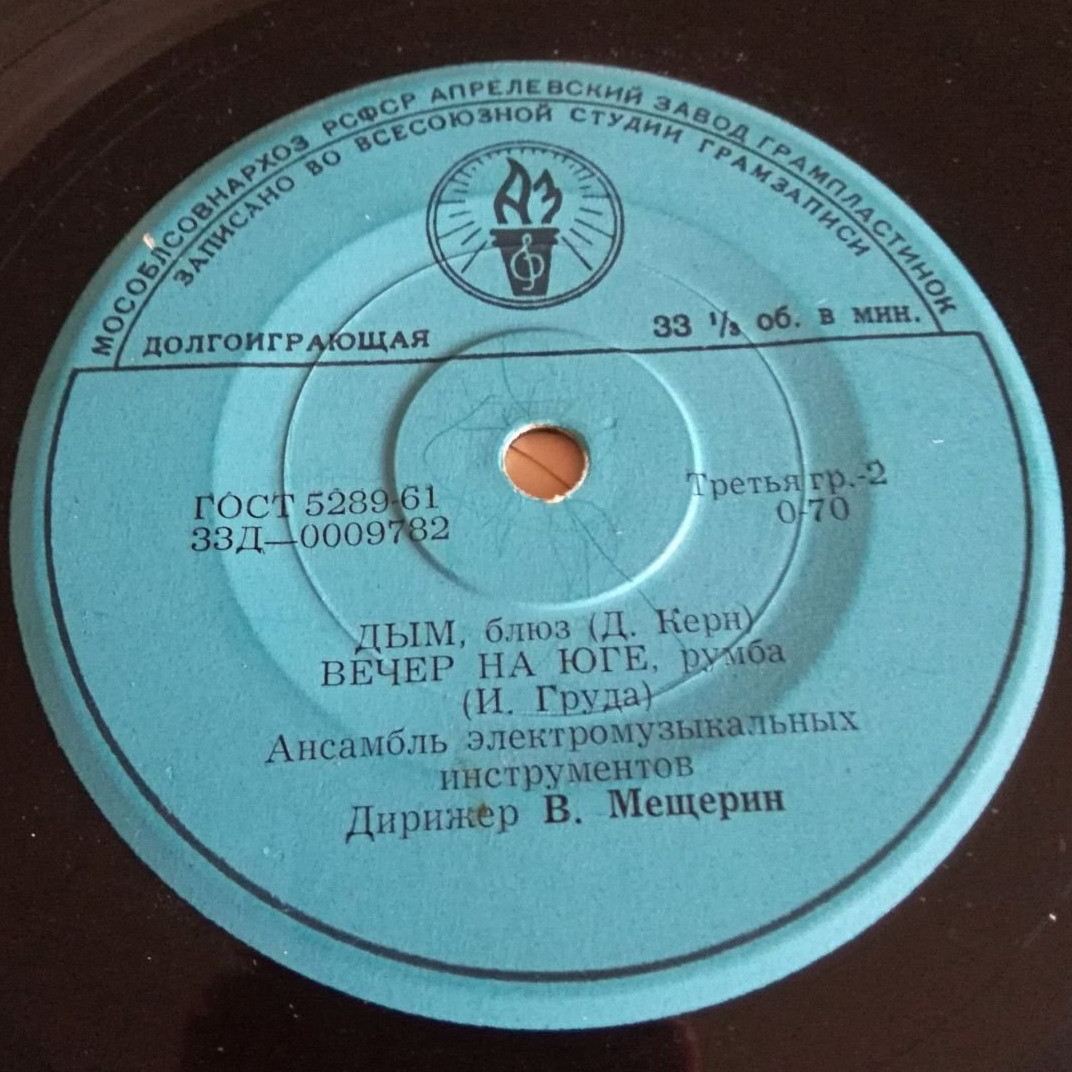 МОСОБЛСОВНАРХОЗ РСФСР АПРЕЛЕВСКИЙ ЗАВОД ГРАМПЛАСТИНОК
ЗАПИСАНО ВО ВСЕСОЮЗНОЙ СТУДИИ ГРАМЗАПИСИ
АЗ
ДОЛГОИГРАЮЩАЯ 33 ⅓ об. в мин.
ГОСТ 5289-61 Третья гр.-2
33Д—0009782 0-70
ДЫМ, блюз (Д. Керн)
ВЕЧЕР НА ЮГЕ, румба
(И. Груда)
Ансамбль электромузыкальных
инструментов
Дирижер В. Мещерин